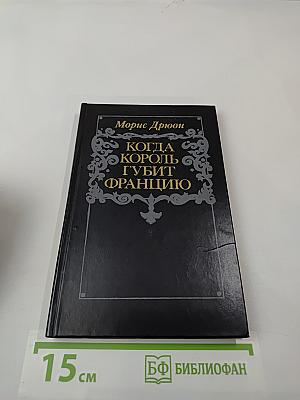 Морис Дрюон
КОГДА
КОРОЛЬ
ГУБИТ
ФРАНЦИЮ
15 см
БФ БИБЛИОФАН